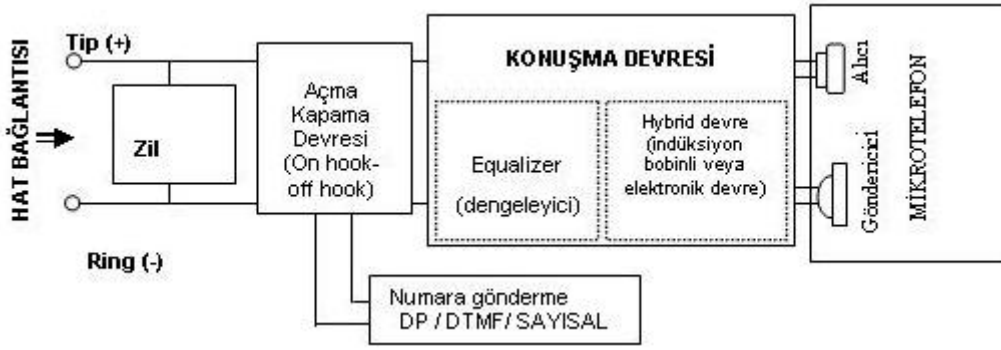 HAT BAĞLANTISI
Tip (+)
Zil
Ring (-)
Açma
Kapama
Devresi
(On hook-
off hook)
KONUŞMA DEVRESİ
Equalizer
(dengeleyici)
Hybrid devre
(indüksiyon
bobinli veya
elektronik devre)
Alıcı
Gönderici
MİKROTELEFON
Numara gönderme
DP / DTMF/ SAYISAL